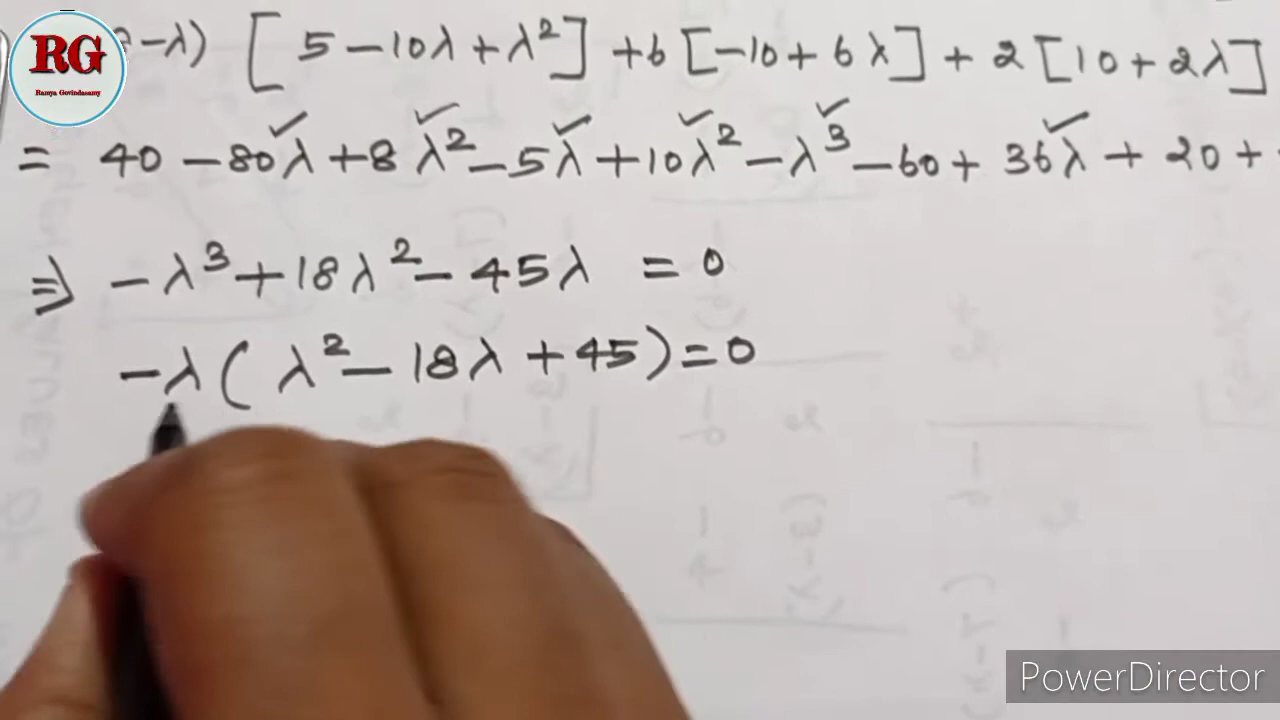 RG
Ramya Govindasamy
-λ) [5-10λ+λ²] +6[-10+6λ] + 2[10+2λ]
= 40 -80λ +8λ² -5λ +10λ² -λ³ -60+ 36λ + 20 +
⇒ -λ³+18λ²-45λ = 0
-λ(λ²-18λ+45)=0
PowerDirector